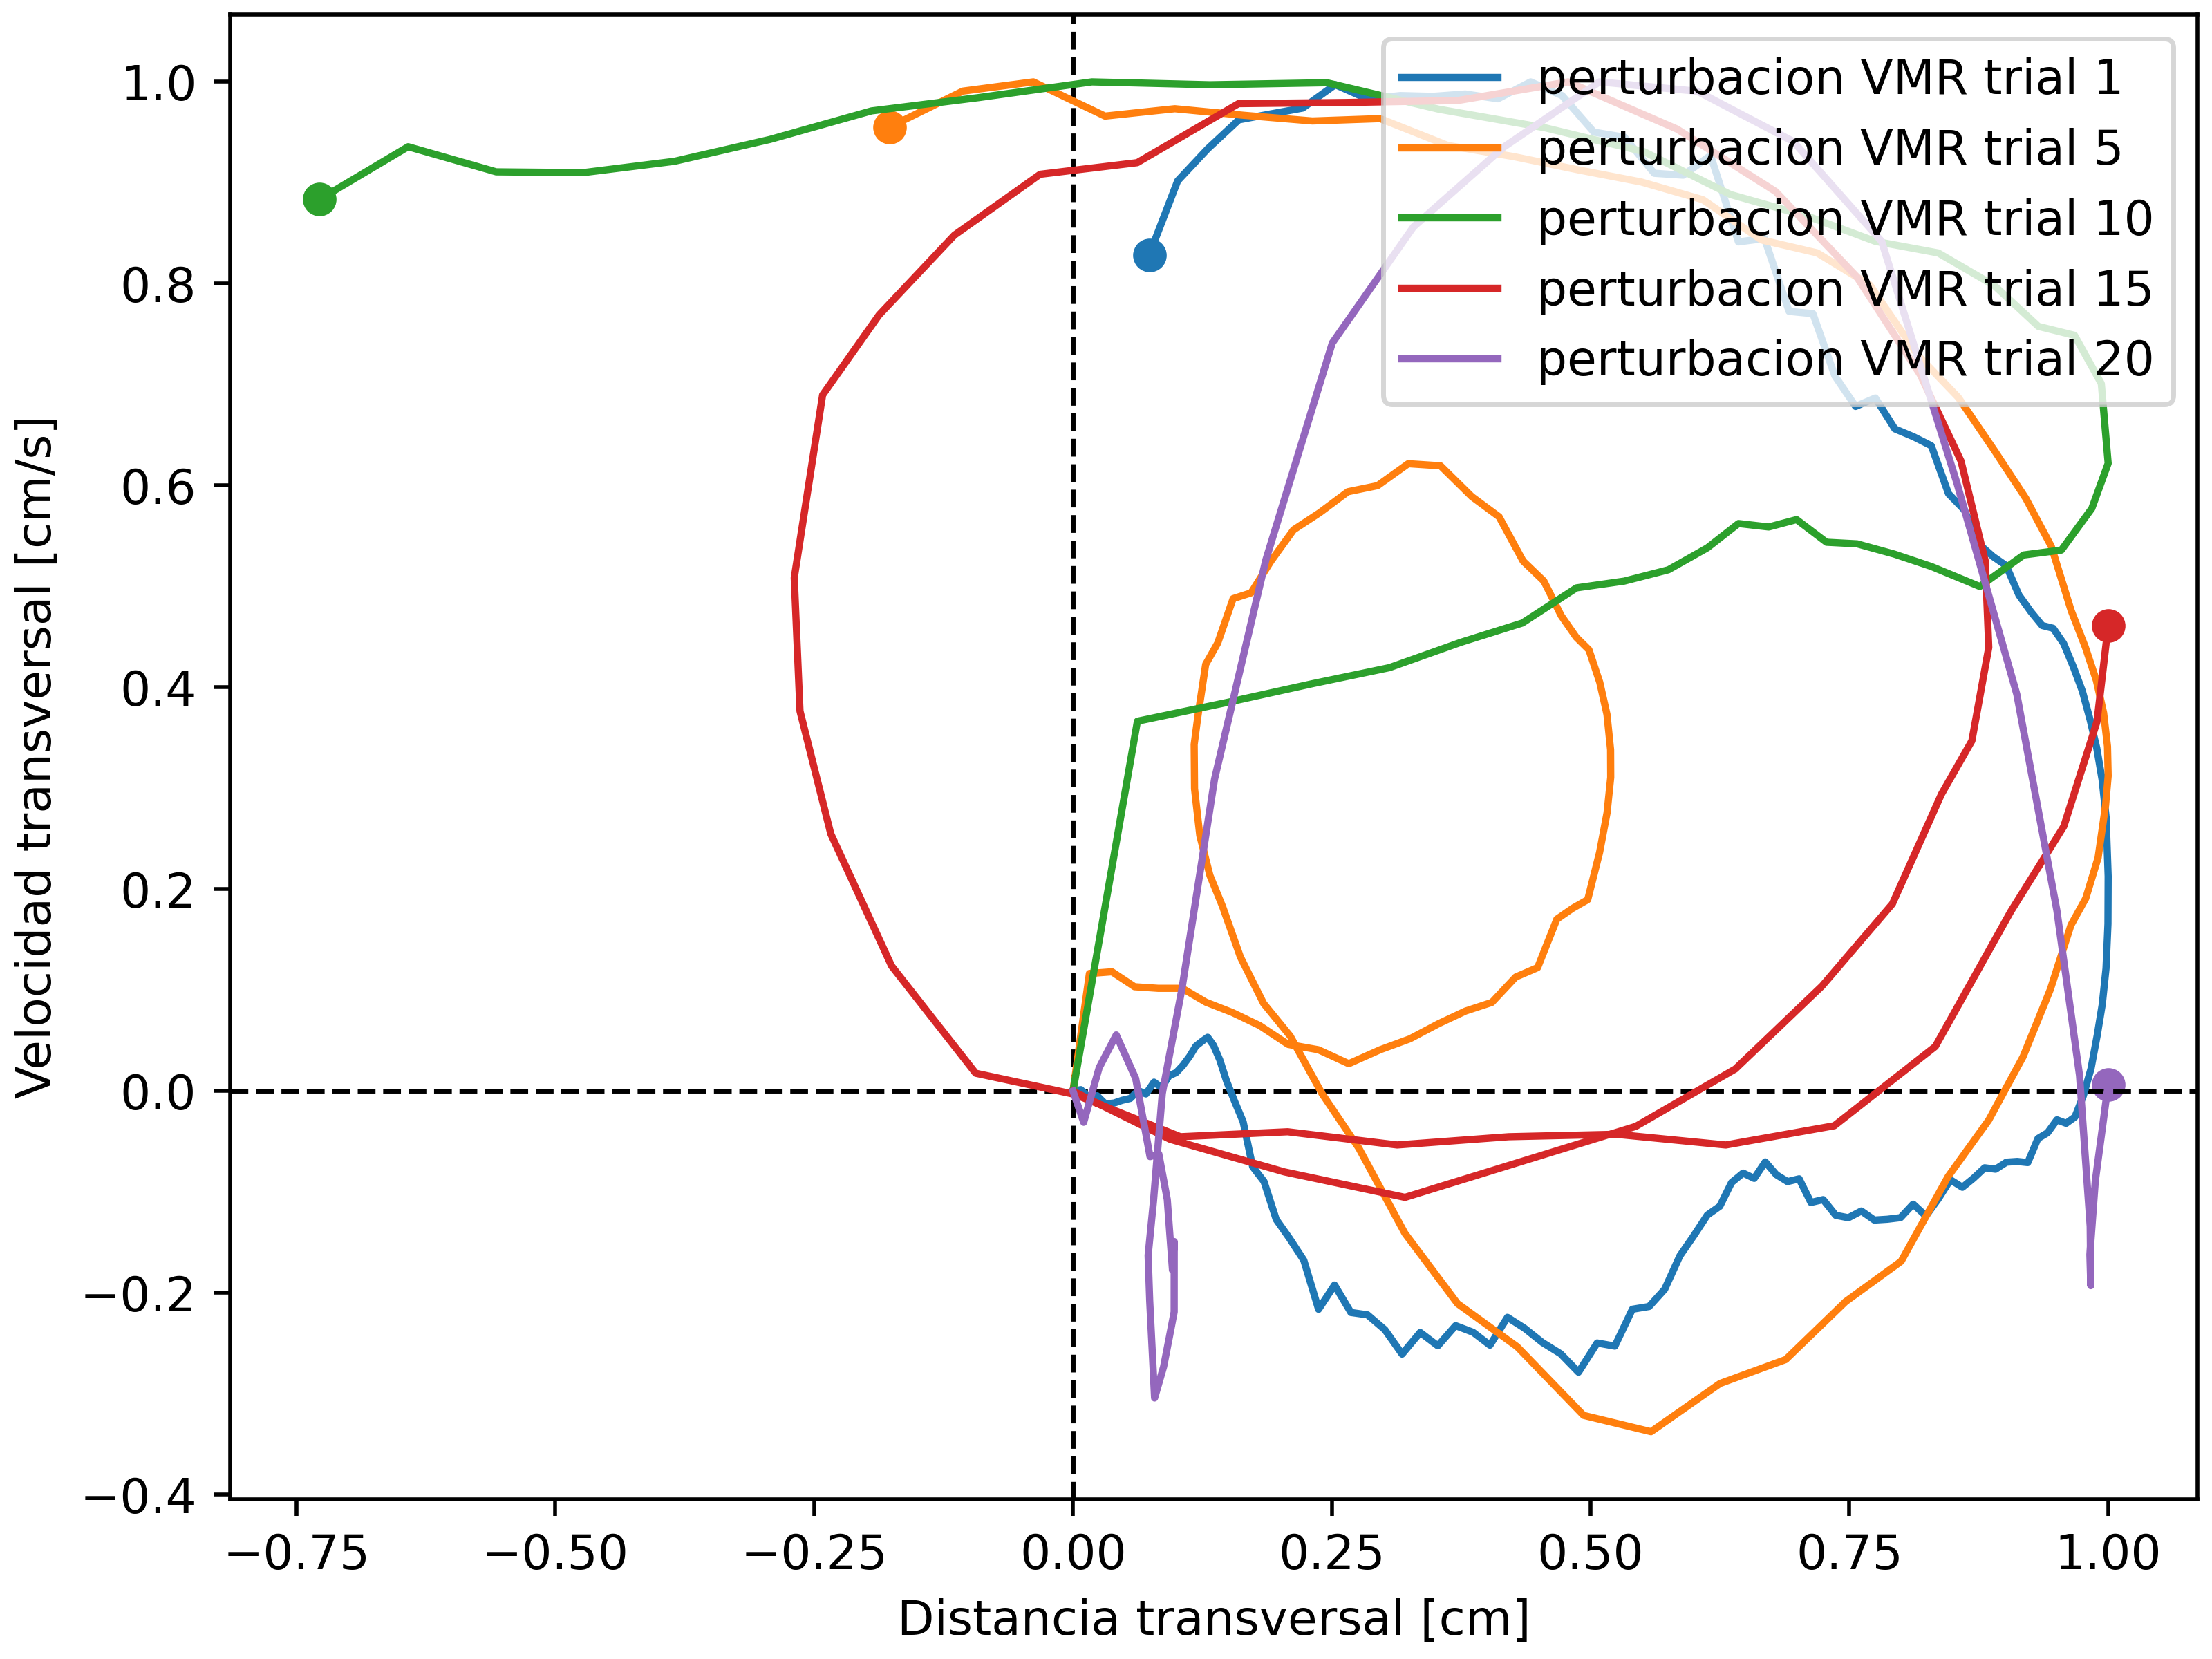 1.0
0.8
0.6
0.4
0.2
0.0
−0.2
−0.4
Velocidad transversal [cm/s]
perturbacion VMR trial 1
perturbacion VMR trial 5
perturbacion VMR trial 10
perturbacion VMR trial 15
perturbacion VMR trial 20
−0.75 −0.50 −0.25 0.00 0.25 0.50 0.75 1.00
Distancia transversal [cm]